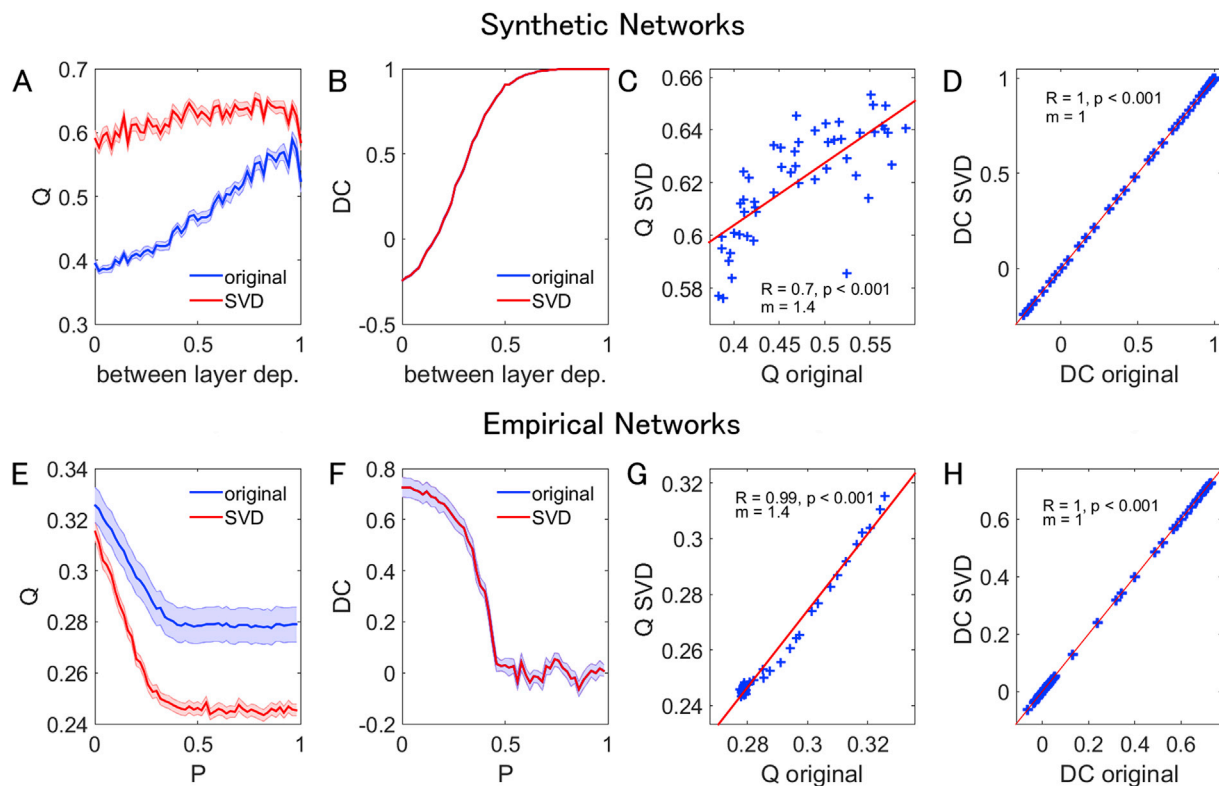 Synthetic Networks
A
0.7
0.6
0.5
0.4
0.3
Q
original
SVD
0
0.5
1
between layer dep.
B
1
0.5
0
-0.5
DC
original
SVD
0
0.5
1
between layer dep.
C
0.66
0.64
0.62
0.6
0.58
Q SVD
R = 0.7, p < 0.001
m = 1.4
0.4
0.45
0.5
0.55
Q original
D
1
0.5
0
DC SVD
R = 1, p < 0.001
m = 1
0
0.5
1
DC original
Empirical Networks
E
0.34
0.32
0.3
0.28
0.26
0.24
Q
original
SVD
0
0.5
1
P
F
0.8
0.6
0.4
0.2
0
-0.2
DC
original
SVD
0
0.5
1
P
G
0.32
0.3
0.28
0.26
0.24
Q SVD
R = 0.99, p < 0.001
m = 1.4
0.28
0.3
0.32
Q original
H
0.6
0.4
0.2
0
DC SVD
R = 1, p < 0.001
m = 1
0
0.2
0.4
0.6
DC original